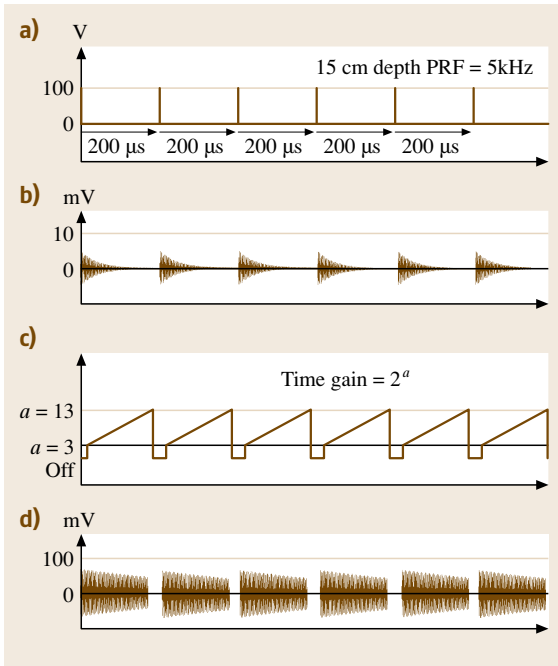 a)
V
15 cm depth PRF = 5kHz
100
0
200 µs 200 µs 200 µs 200 µs 200 µs
b)
mV
10
0
c)
Time gain = 2^a
a = 13
a = 3
Off
d)
mV
100
0